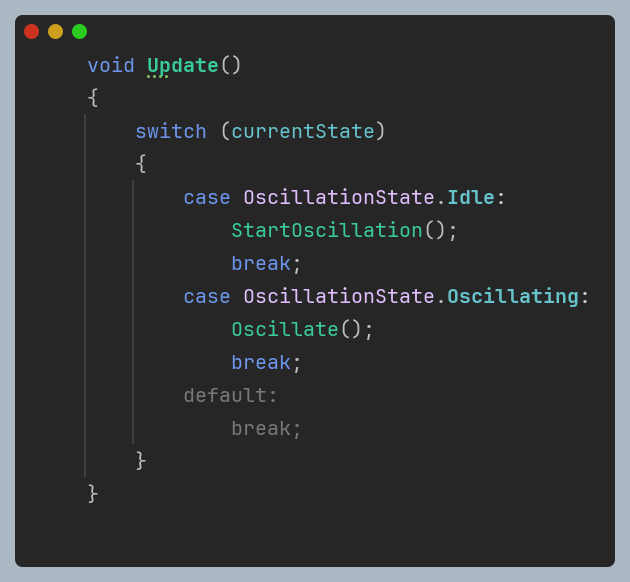 void Update()
{
switch (currentState)
{
case OscillationState.Idle:
StartOscillation();
break;
case OscillationState.Oscillating:
Oscillate();
break;
default:
break;
}
}